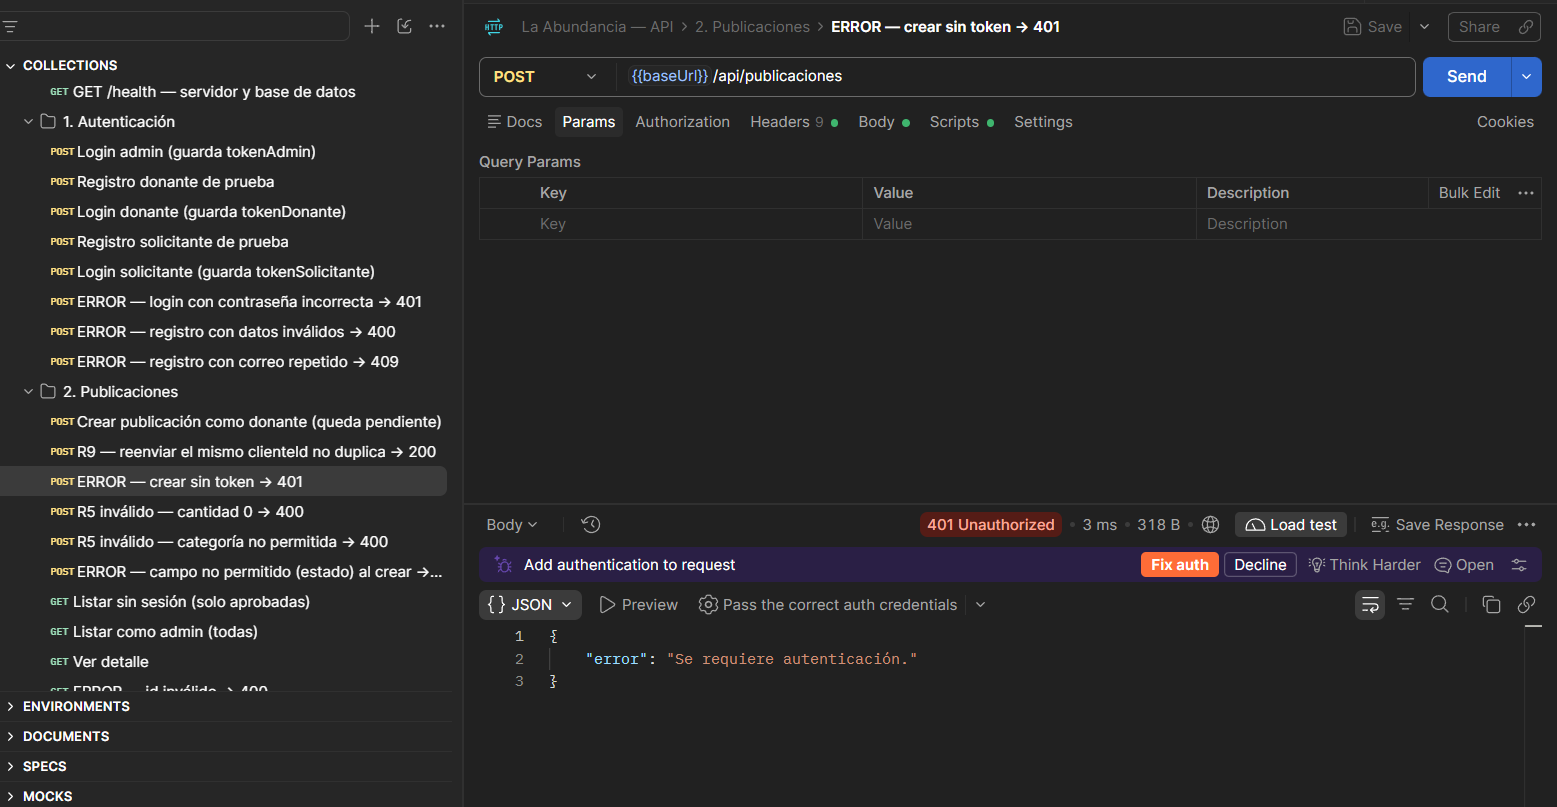 COLLECTIONS
GET GET /health — servidor y base de datos
1. Autenticación
POST Login admin (guarda tokenAdmin)
POST Registro donante de prueba
POST Login donante (guarda tokenDonante)
POST Registro solicitante de prueba
POST Login solicitante (guarda tokenSolicitante)
POST ERROR — login con contraseña incorrecta → 401
POST ERROR — registro con datos inválidos → 400
POST ERROR — registro con correo repetido → 409
2. Publicaciones
POST Crear publicación como donante (queda pendiente)
POST R9 — reenviar el mismo clienteId no duplica → 200
POST ERROR — crear sin token → 401
POST R5 inválido — cantidad 0 → 400
POST R5 inválido — categoría no permitida → 400
POST ERROR — campo no permitido (estado) al crear →...
GET Listar sin sesión (solo aprobadas)
GET Listar como admin (todas)
GET Ver detalle
GET ERROR — id inválido → 400
ENVIRONMENTS
DOCUMENTS
SPECS
MOCKS
HTTP La Abundancia — API > 2. Publicaciones > ERROR — crear sin token → 401
Save Share
POST {{baseUrl}} /api/publicaciones Send
Docs Params Authorization Headers 9 Body Scripts Settings Cookies
Query Params
Key Value Description Bulk Edit ...
Key Value Description
Body 401 Unauthorized • 3 ms • 318 B • Load test e.g. Save Response ...
Add authentication to request Fix auth Decline Think Harder Open
{} JSON Preview Pass the correct auth credentials
1 {
2 "error": "Se requiere autenticación."
3 }